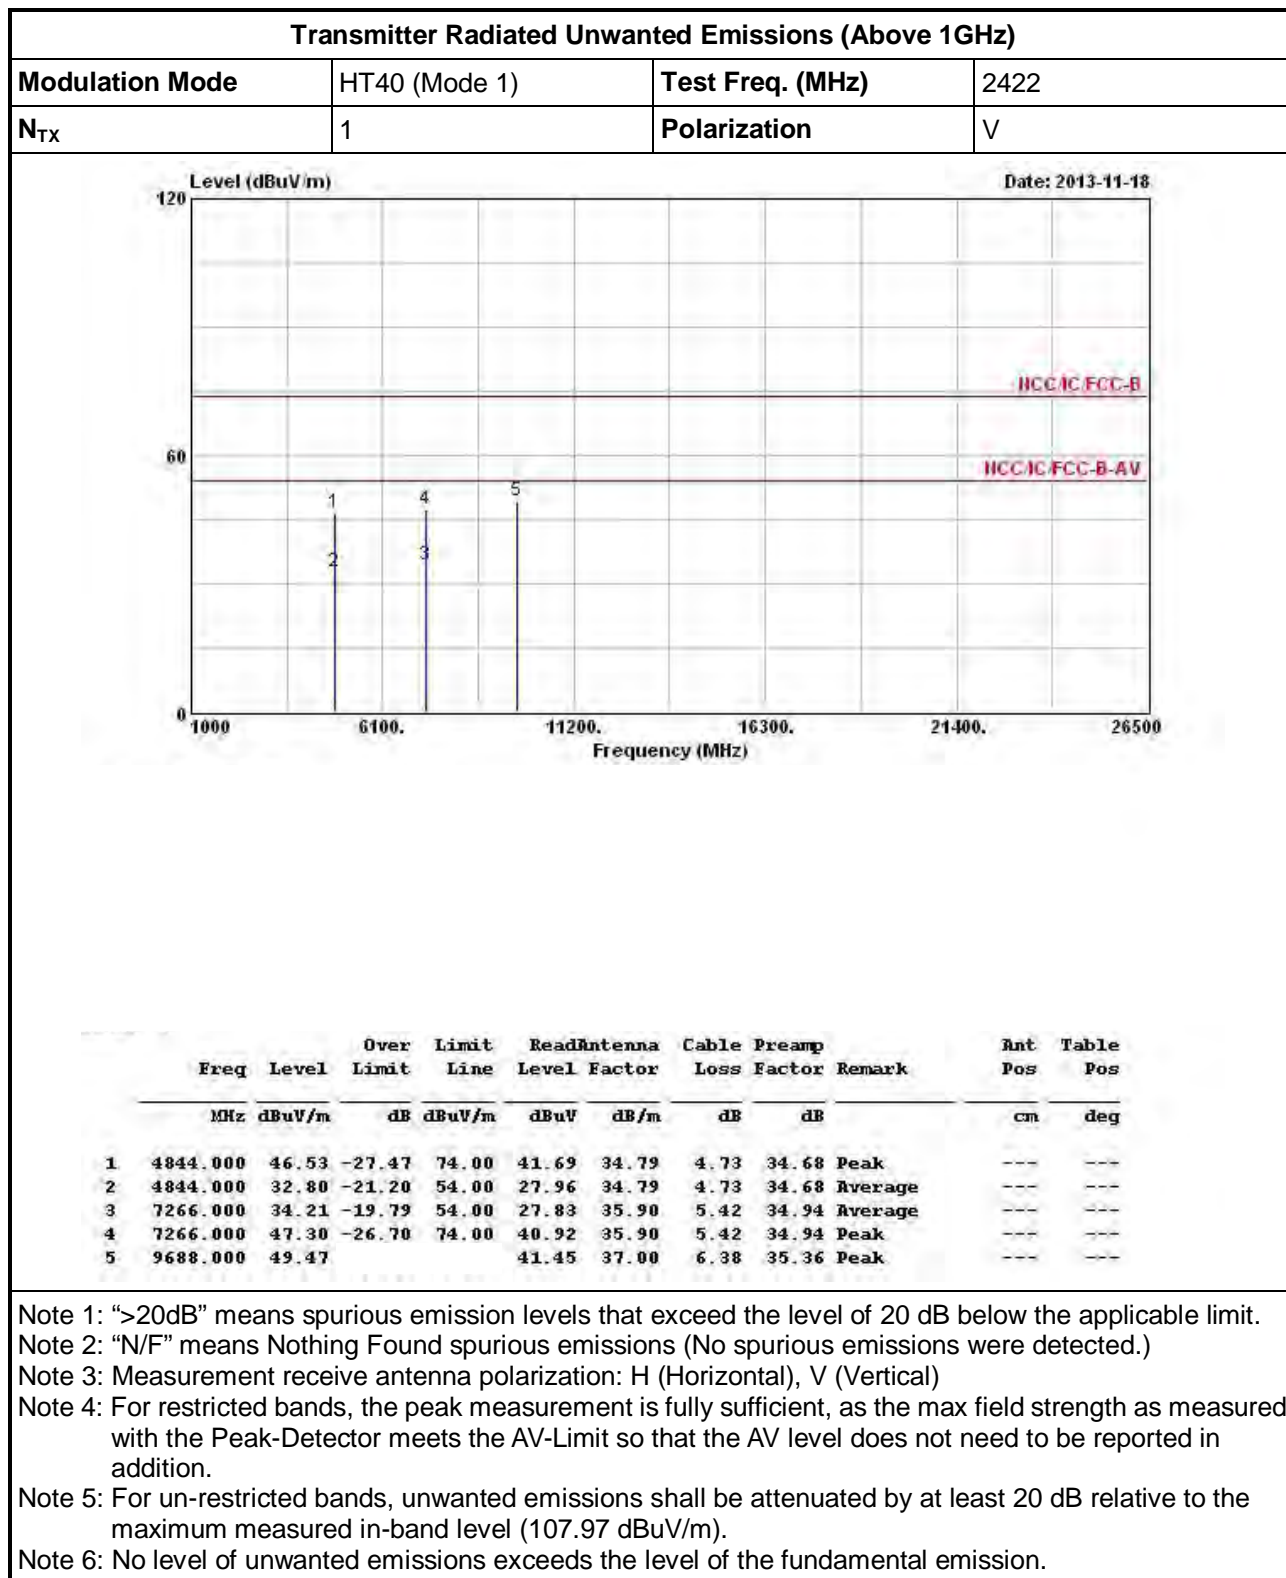 Transmitter Radiated Unwanted Emissions (Above 1GHz)
Modulation Mode HT40 (Mode 1) Test Freq. (MHz) 2422
NTX 1 Polarization V
Level (dBuV/m) Date: 2013-11-18
120
NCC/IC/FCC-B
60
NCC/IC/FCC-B-AV
1 4 5
2 3
0
1000 6100. 11200. 16300. 21400. 26500
Frequency (MHz)
Over Limit ReadAntenna Cable Preamp Ant Table
Freq Level Limit Line Level Factor Loss Factor Remark Pos Pos
MHz dBuV/m dB dBuV/m dBuV dB/m dB dB cm deg
1 4844.000 46.53 -27.47 74.00 41.69 34.79 4.73 34.68 Peak --- ---
2 4844.000 32.80 -21.20 54.00 27.96 34.79 4.73 34.68 Average --- ---
3 7266.000 34.21 -19.79 54.00 27.83 35.90 5.42 34.94 Average --- ---
4 7266.000 47.30 -26.70 74.00 40.92 35.90 5.42 34.94 Peak --- ---
5 9688.000 49.47 41.45 37.00 6.38 35.36 Peak --- ---
Note 1: “>20dB” means spurious emission levels that exceed the level of 20 dB below the applicable limit.
Note 2: “N/F” means Nothing Found spurious emissions (No spurious emissions were detected.)
Note 3: Measurement receive antenna polarization: H (Horizontal), V (Vertical)
Note 4: For restricted bands, the peak measurement is fully sufficient, as the max field strength as measured
with the Peak-Detector meets the AV-Limit so that the AV level does not need to be reported in
addition.
Note 5: For un-restricted bands, unwanted emissions shall be attenuated by at least 20 dB relative to the
maximum measured in-band level (107.97 dBuV/m).
Note 6: No level of unwanted emissions exceeds the level of the fundamental emission.